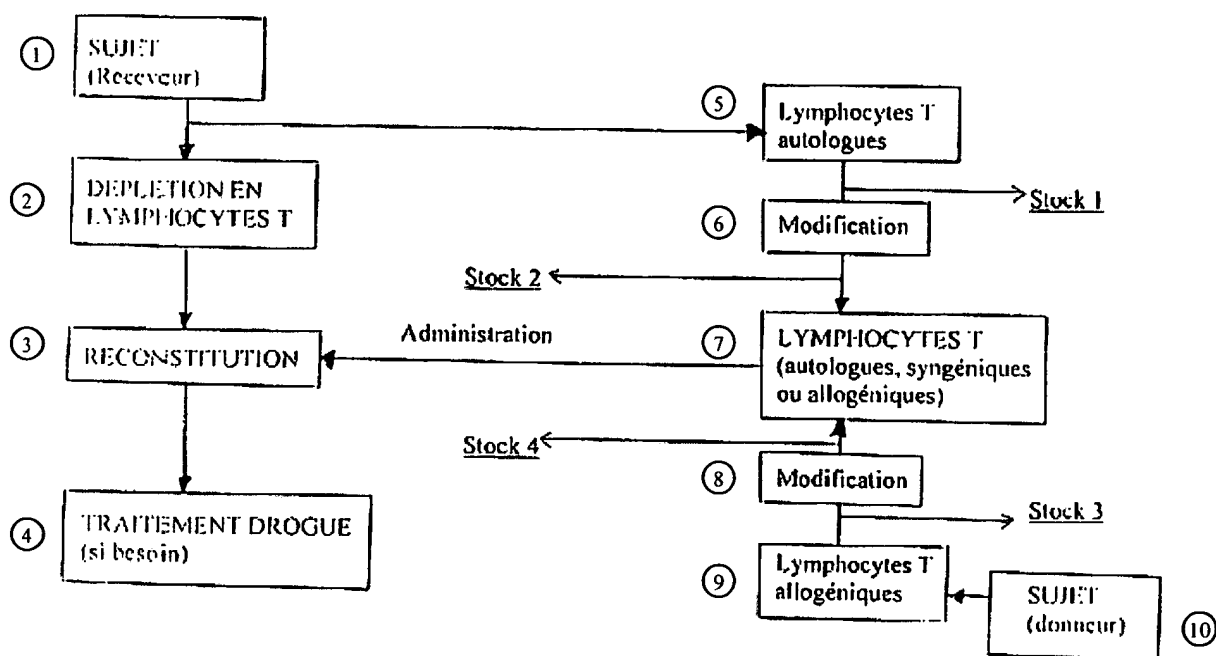 1
SUJET
(Receveur)
2
DEPLETION EN
LYMPHOCYTES T
3
RECONSTITUTION
4
TRAITEMENT DROGUE
(si besoin)
5
Lymphocytes T
autologues
Stock 1
6
Modification
Stock 2
Administration
7
LYMPHOCYTES T
(autologues, syngéniques
ou allogéniques)
Stock 4
8
Modification
Stock 3
9
Lymphocytes T
allogéniques
SUJET
(donneur)
10